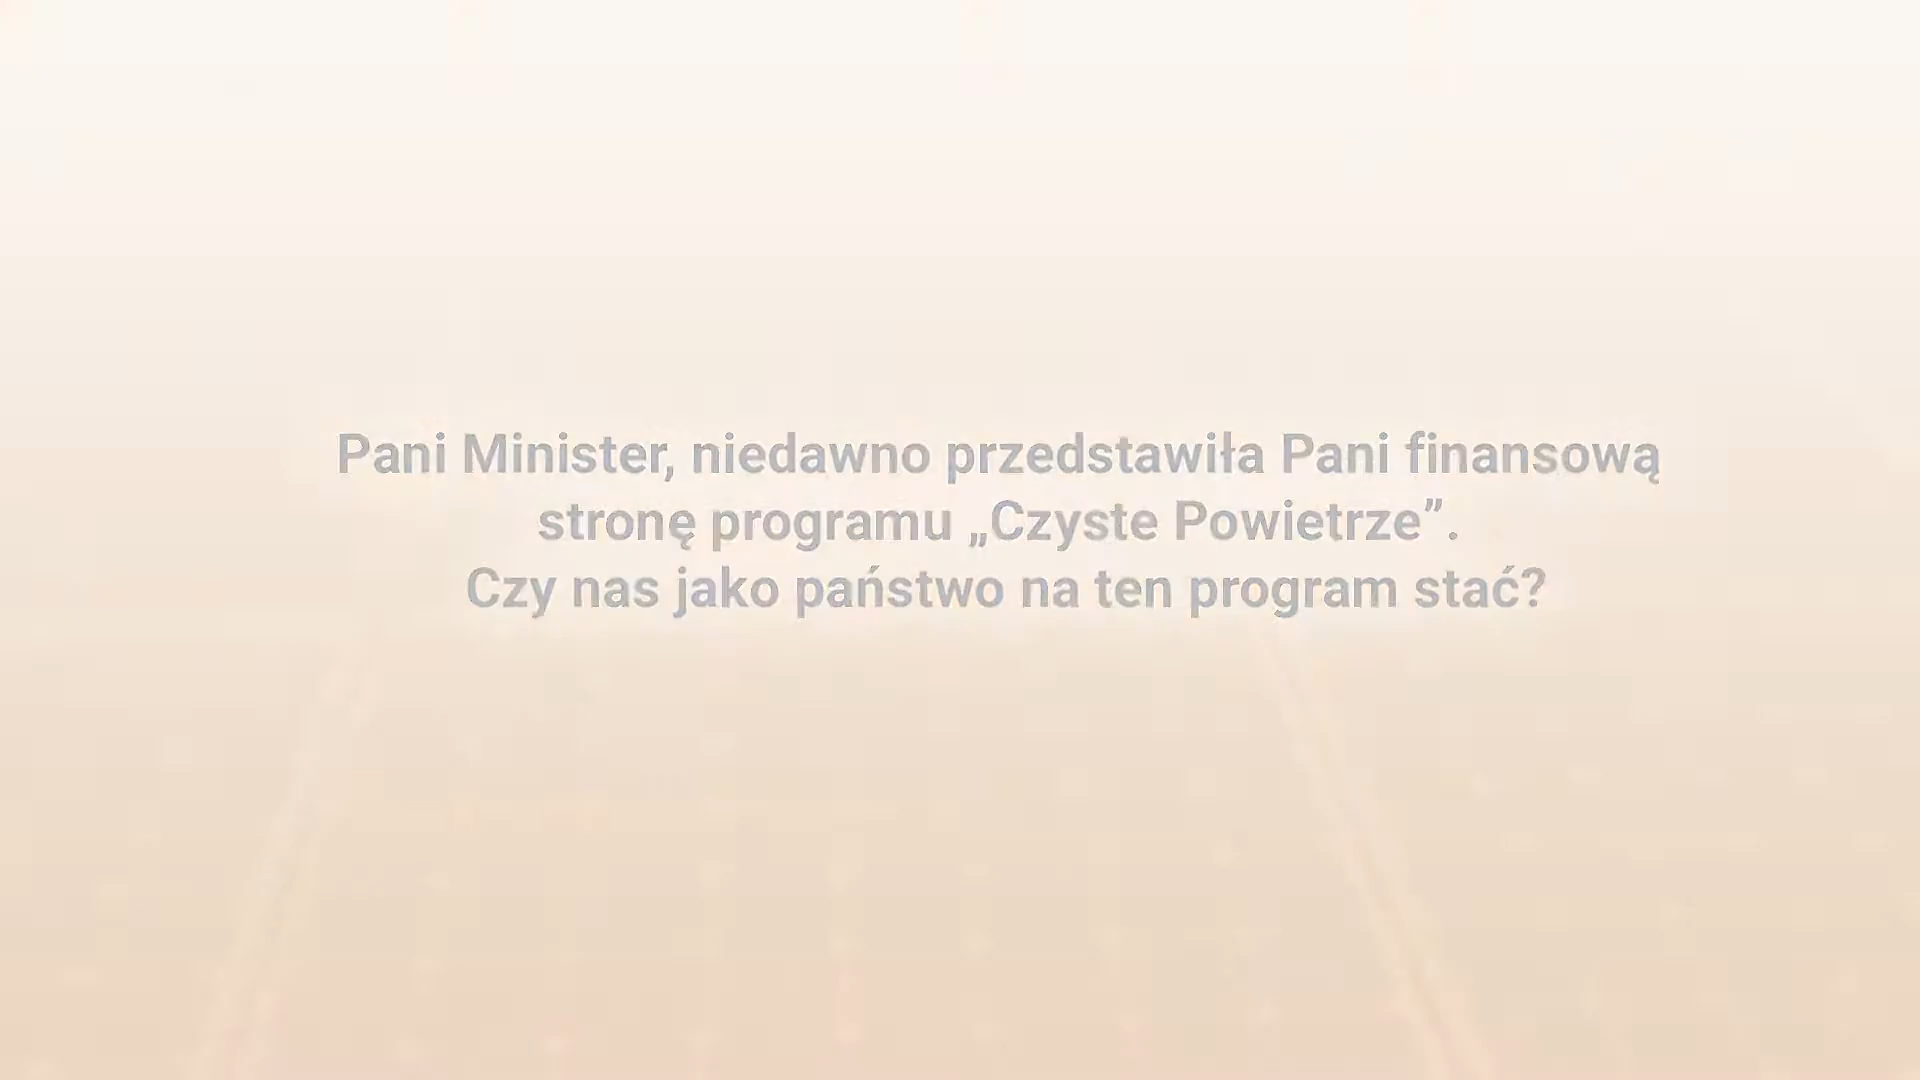 Pani Minister, niedawno przedstawiła Pani finansową
stronę programu „Czyste Powietrze”.
Czy nas jako państwo na ten program stać?